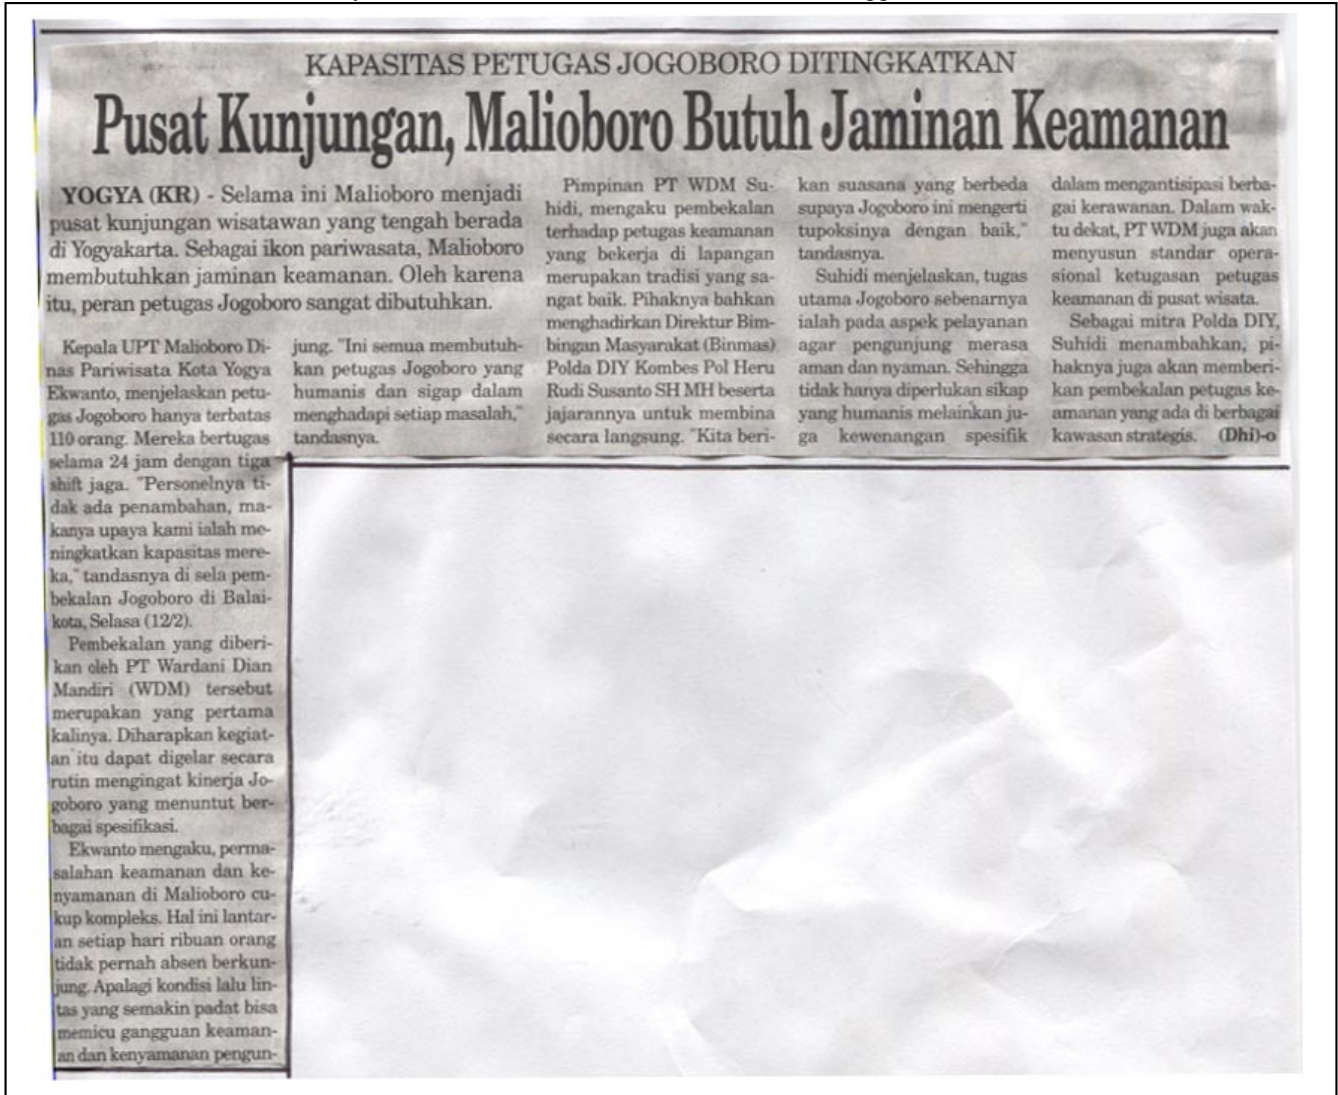 KAPASITAS PETUGAS JOGOBORO DITINGKATKAN
Pusat Kunjungan, Malioboro Butuh Jaminan Keamanan
YOGYA (KR) - Selama ini Malioboro menjadi
pusat kunjungan wisatawan yang tengah berada
di Yogyakarta. Sebagai ikon pariwasata, Malioboro
membutuhkan jaminan keamanan. Oleh karena
itu, peran petugas Jogoboro sangat dibutuhkan.
Kepala UPT Malioboro Di-
nas Pariwisata Kota Yogya
Ekwanto, menjelaskan petu-
gas Jogoboro hanya terbatas
110 orang. Mereka bertugas
selama 24 jam dengan tiga
shift jaga. "Personelnya ti-
dak ada penambahan, ma-
kanya upaya kami ialah me-
ningkatkan kapasitas mere-
ka," tandasnya di sela pem-
bekalan Jogoboro di Balai-
kota, Selasa (12/2).
Pembekalan yang diberi-
kan oleh PT Wardani Dian
Mandiri (WDM) tersebut
merupakan yang pertama
kalinya. Diharapkan kegiat-
an itu dapat digelar secara
rutin mengingat kinerja Jo-
goboro yang menuntut ber-
bagai spesifikasi.
Ekwanto mengaku, perma-
salahan keamanan dan ke-
nyamanan di Malioboro cu-
kup kompleks. Hal ini lantar-
an setiap hari ribuan orang
tidak pernah absen berkun-
jung. Apalagi kondisi lalu lin-
tas yang semakin padat bisa
memicu gangguan keaman-
an dan kenyamanan pengun-
jung. "Ini semua membutuh-
kan petugas Jogoboro yang
humanis dan sigap dalam
menghadapi setiap masalah,"
tandasnya.
Pimpinan PT WDM Su-
hidi, mengaku pembekalan
terhadap petugas keamanan
yang bekerja di lapangan
merupakan tradisi yang sa-
ngat baik. Pihaknya bahkan
menghadirkan Direktur Bim-
bingan Masyarakat (Binmas)
Polda DIY Kombes Pol Heru
Rudi Susanto SH MH beserta
jajarannya untuk membina
secara langsung. "Kita beri-
kan suasana yang berbeda
supaya Jogoboro ini mengerti
tupoksinya dengan baik,"
tandasnya.
Suhidi menjelaskan, tugas
utama Jogoboro sebenarnya
ialah pada aspek pelayanan
agar pengunjung merasa
aman dan nyaman. Sehingga
tidak hanya diperlukan sikap
yang humanis melainkan ju-
ga kewenangan spesifik
dalam mengantisipasi berba-
gai kerawanan. Dalam wak-
tu dekat, PT WDM juga akan
menyusun standar opera-
sional ketugasan petugas
keamanan di pusat wisata.
Sebagai mitra Polda DIY,
Suhidi menambahkan, pi-
haknya juga akan memberi-
kan pembekalan petugas ke-
amanan yang ada di berbagai
kawasan strategis. (Dhi)-o